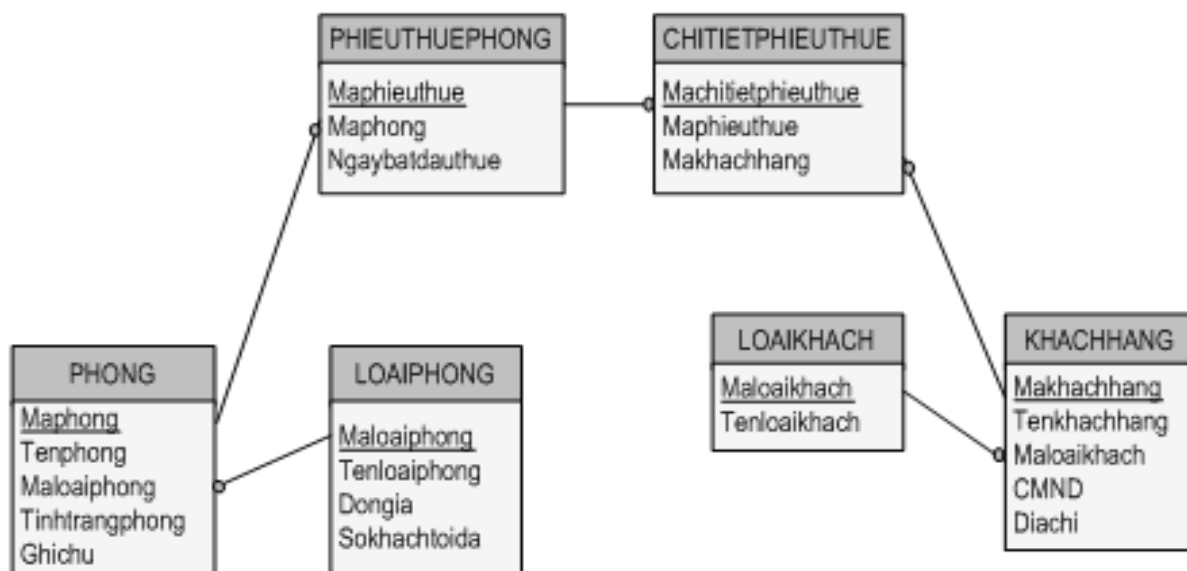 PHIEUTHUEPHONG
Maphieuthue
Maphong
Ngaybatdauthue
CHITIETPHIEUTHUE
Machitietphieuthue
Maphieuthue
Makhachhang
PHONG
Maphong
Tenphong
Maloaiphong
Tinhtrangphong
Ghichu
LOAIPHONG
Maloaiphong
Tenloaiphong
Dongia
Sokhachtoida
LOAIKHACH
Maloaikhach
Tenloaikhach
KHACHHANG
Makhachhang
Tenkhachhang
Maloaikhach
CMND
Diachi